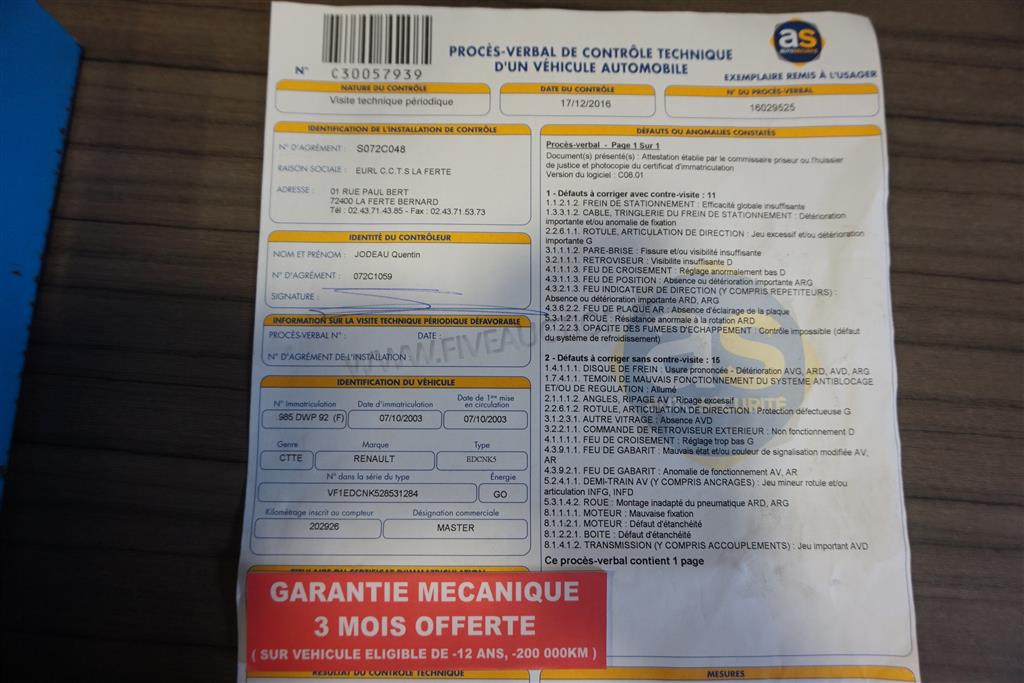 N° C30057939
PROCÈS-VERBAL DE CONTRÔLE TECHNIQUE
D'UN VÉHICULE AUTOMOBILE
as
AUTOSECURITE
EXEMPLAIRE REMIS À L'USAGER
NATURE DU CONTRÔLE
Visite technique périodique
DATE DU CONTRÔLE
17/12/2016
N° DU PROCÈS-VERBAL
16029525
IDENTIFICATION DE L'INSTALLATION DE CONTRÔLE
N° D'AGRÉMENT : S072C048
RAISON SOCIALE : EURL C.C.T.S LA FERTE
ADRESSE : 01 RUE PAUL BERT
72400 LA FERTE BERNARD
Tél : 02.43.71.43.85 - Fax : 02.43.71.53.73
IDENTITÉ DU CONTRÔLEUR
NOM ET PRÉNOM : JODEAU Quentin
N° D'AGRÉMENT : 072C1059
SIGNATURE :
INFORMATION SUR LA VISITE TECHNIQUE PÉRIODIQUE DÉFAVORABLE
PROCÈS-VERBAL N° : DATE :
N° D'AGRÉMENT DE L'INSTALLATION
WWW.FIVEAU
IDENTIFICATION DU VÉHICULE
N° Immatriculation Date d'immatriculation Date de 1ère mise
en circulation
985 DWP 92 (F) 07/10/2003 07/10/2003
Genre Marque Type
CTTE RENAULT EDCNK5
N° dans la série du type Énergie
VF1EDCNK528531284 GO
Kilométrage inscrit au compteur Désignation commerciale
202926 MASTER
TITULAIRE DU CERTIFICAT D'IMMATRICULATION
DÉFAUTS OU ANOMALIES CONSTATÉS
Procès-verbal - Page 1 Sur 1
Document(s) présenté(s) : Attestation établie par le commissaire priseur ou l'huissier
de justice et photocopie du certificat d'immatriculation
Version du logiciel : C08.01
1 - Défauts à corriger avec contre-visite : 11
1.1.2.1.2. FREIN DE STATIONNEMENT : Efficacité globale insuffisante
1.3.3.1.2. CABLE, TRINGLERIE DU FREIN DE STATIONNEMENT : Détérioration
importante et/ou anomalie de fixation
2.2.6.1.1. ROTULE, ARTICULATION DE DIRECTION : Jeu excessif et/ou détérioration
importante G
3.1.1.1.2. PARE-BRISE : Fissure et/ou visibilité insuffisante
3.2.1.1.1. RETROVISEUR : Visibilité insuffisante D
4.1.1.1.3. FEU DE CROISEMENT : Réglage anormalement bas D
4.3.1.1.3. FEU DE POSITION : Absence ou détérioration importante ARG
4.3.2.1.3. FEU INDICATEUR DE DIRECTION (Y COMPRIS REPETITEURS) :
Absence ou détérioration importante ARD, ARG
4.3.6.2.2. FEU DE PLAQUE AR : Absence d'éclairage de la plaque
5.3.1.2.1. ROUE : Résistance anormale à la rotation ARD
9.1.2.2.3. OPACITE DES FUMEES D'ECHAPPEMENT : Contrôle impossible (défaut
du système de refroidissement)
2 - Défauts à corriger sans contre-visite : 15
1.4.1.1.1. DISQUE DE FREIN : Usure prononcée - Détérioration AVG, ARD, AVD, ARG
1.7.4.1.1. TEMOIN DE MAUVAIS FONCTIONNEMENT DU SYSTEME ANTIBLOCAGE
ET/OU DE REGULATION : Allumé
2.1.1.1.2. ANGLES, RIPAGE AV : Ripage excessif
2.2.6.1.2. ROTULE, ARTICULATION DE DIRECTION : Protection défectueuse G
3.1.2.3.1. AUTRE VITRAGE : Absence AVD
3.2.2.1.1. COMMANDE DE RETROVISEUR EXTERIEUR : Non fonctionnement D
4.1.1.1.1. FEU DE CROISEMENT : Réglage trop bas G
4.3.9.1.1. FEU DE GABARIT : Mauvais état et/ou couleur de signalisation modifiée AV,
AR
4.3.9.2.1. FEU DE GABARIT : Anomalie de fonctionnement AV, AR
5.2.4.1.1. DEMI-TRAIN AV (Y COMPRIS ANCRAGES) : Jeu mineur rotule et/ou
articulation INFG, INFD
5.3.1.4.2. ROUE : Montage inadapté du pneumatique ARD, ARG
8.1.1.1.1. MOTEUR : Mauvaise fixation
8.1.1.2.1. MOTEUR : Défaut d'étanchéité
8.1.2.2.1. BOITE : Défaut d'étanchéité
8.1.4.1.2. TRANSMISSION (Y COMPRIS ACCOUPLEMENTS) : Jeu important AVD
Ce procès-verbal contient 1 page
GARANTIE MECANIQUE
3 MOIS OFFERTE
( SUR VEHICULE ELIGIBLE DE -12 ANS, -200 000KM )
RÉSULTAT DU CONTRÔLE TECHNIQUE
MESURES